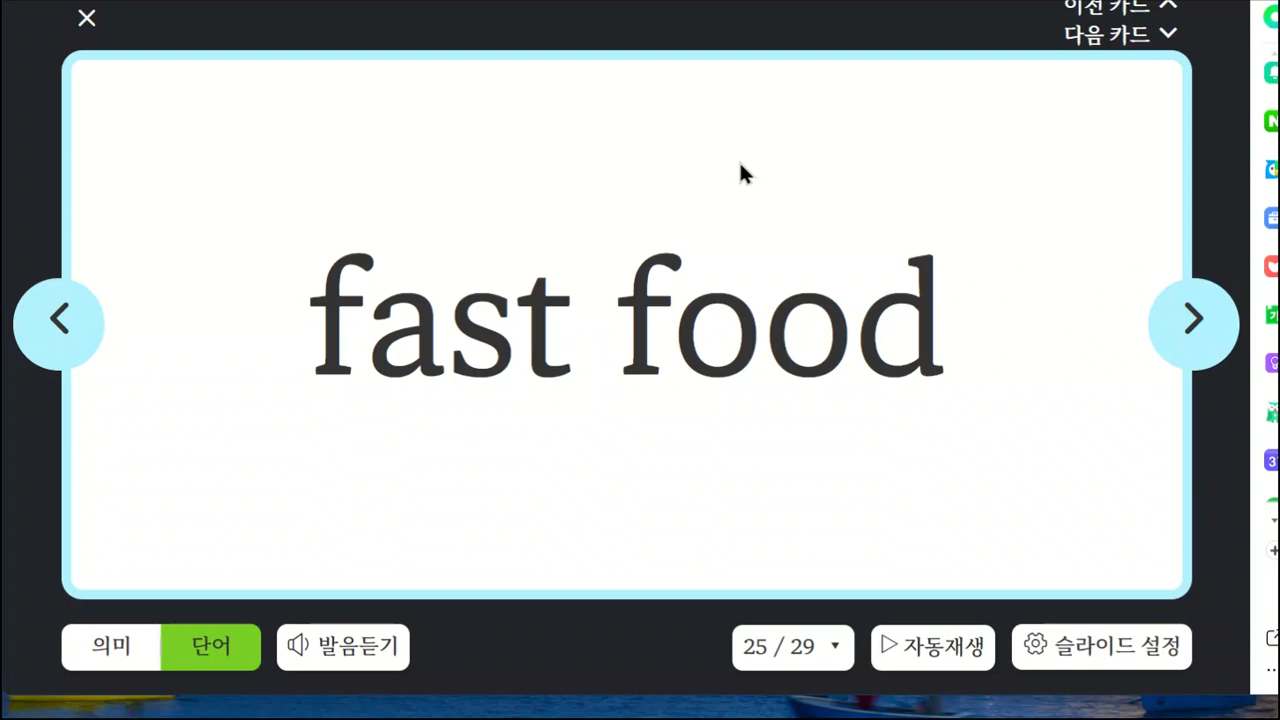 이전 카드
다음 카드
fast food
의미 단어 발음듣기 25 / 29 자동재생 슬라이드 설정